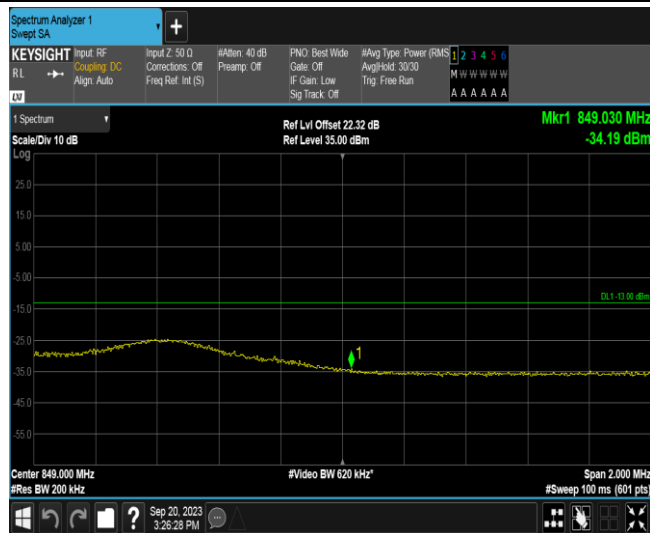 Spectrum Analyzer 1
Swept SA
+
KEYSIGHT Input: RF Input Z: 50 Ω #Atten: 40 dB PNO: Best Wide #Avg Type: Power (RMS 1 2 3 4 5 6
RL Coupling: DC Corrections: Off Preamp: Off Gate: Off Avg|Hold: 30/30 M W W W W W
Align: Auto Freq Ref: Int (S) IF Gain: Low Trig: Free Run
Sig Track: Off A A A A A A
LXI
1 Spectrum Ref Lvl Offset 22.32 dB Mkr1 849.030 MHz
Scale/Div 10 dB Ref Level 35.00 dBm -34.19 dBm
Log
25.0
15.0
5.00
-5.00
DL1 -13.00 dBm
-15.0
-25.0
1
-35.0
-45.0
-55.0
Center 849.000 MHz #Video BW 620 kHz* Span 2.000 MHz
#Res BW 200 kHz #Sweep 100 ms (601 pts)
? Sep 20, 2023
3:26:28 PM